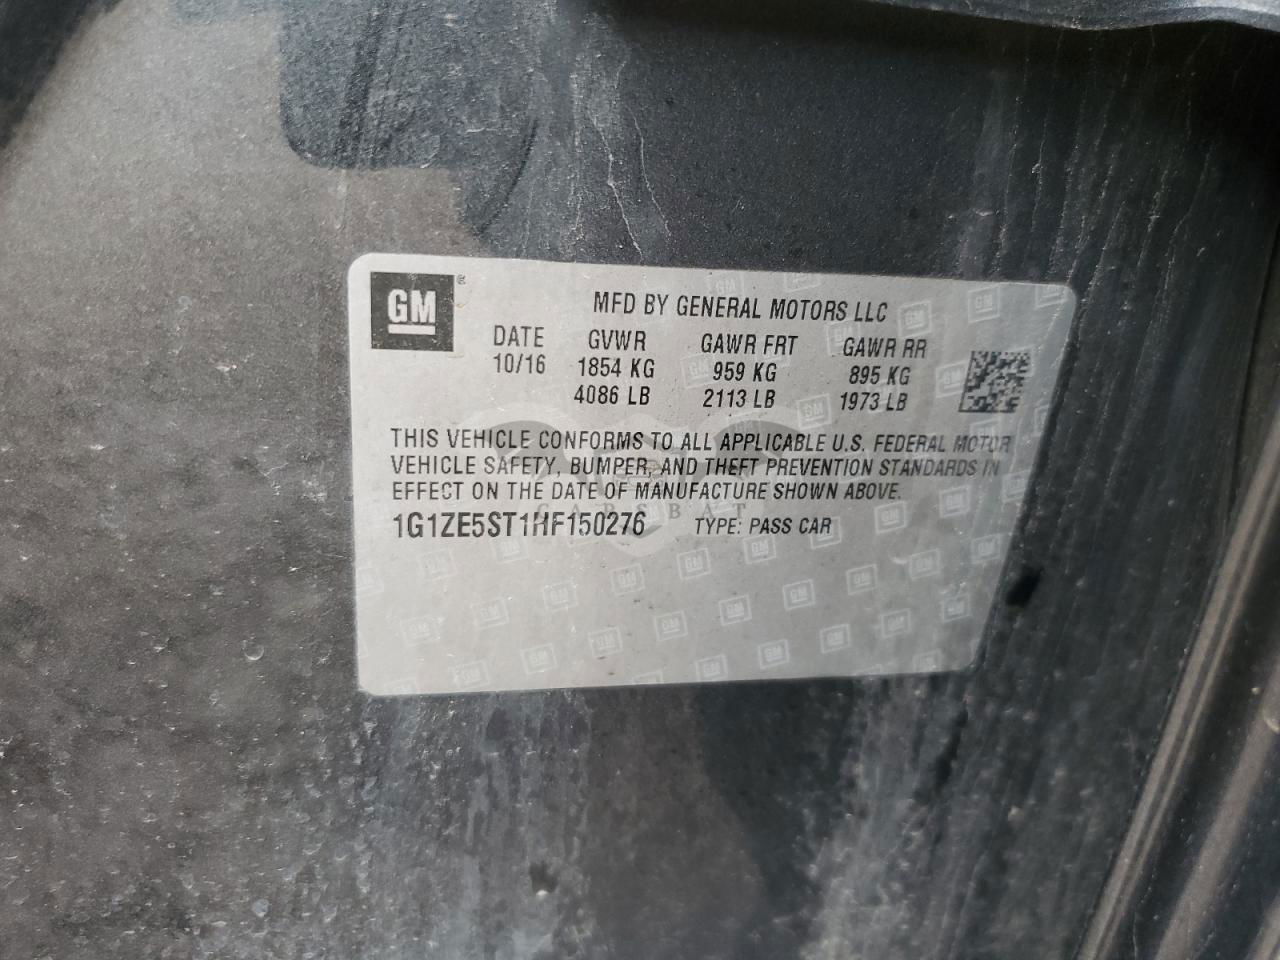 GM
MFD BY GENERAL MOTORS LLC
DATE GVWR GAWR FRT GAWR RR
10/16 1854 KG 959 KG 895 KG
4086 LB 2113 LB 1973 LB
THIS VEHICLE CONFORMS TO ALL APPLICABLE U.S. FEDERAL MOTOR
VEHICLE SAFETY, BUMPER, AND THEFT PREVENTION STANDARDS IN
EFFECT ON THE DATE OF MANUFACTURE SHOWN ABOVE.
CARSBAT
1G1ZE5ST1HF150276 TYPE: PASS CAR